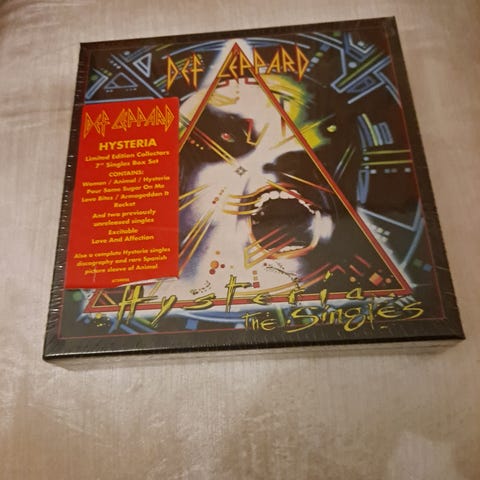 DEF LEPPARD
DEF LEPPARD
HYSTERIA
Limited Edition Collectors
7" Singles Box Set
CONTAINS:
Women / Animal / Hysteria
Pour Some Sugar On Me
Love Bites / Armageddon It
Rocket
And two previously
unreleased singles
Excitable
Love And Affection
Also a complete Hysteria singles
discography and rare Spanish
picture sleeve of Animal
Hysteria
The Singles